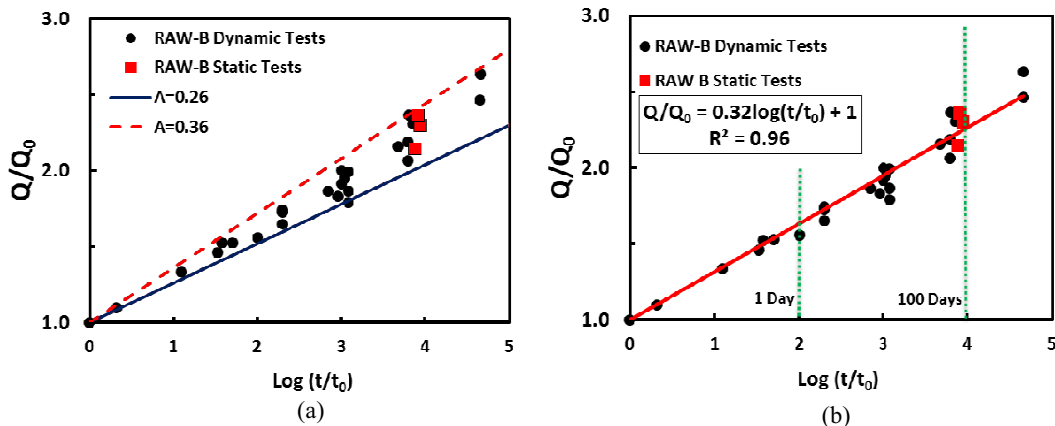 3.0
RAW-B Dynamic Tests
RAW-B Static Tests
Λ=0.26
Λ=0.36
2.0
1.0
Q/Q0
0 1 2 3 4 5
Log (t/t0)
(a)
3.0
RAW-B Dynamic Tests
RAW B Static Tests
Q/Q0 = 0.32log(t/t0) + 1
R² = 0.96
2.0
1.0
Q/Q0
1 Day
100 Days
0 1 2 3 4 5
Log (t/t0)
(b)